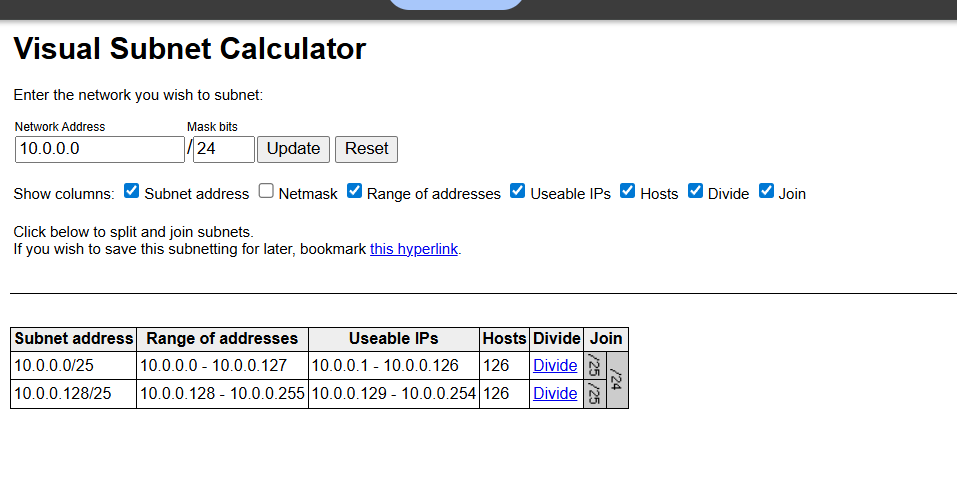 Visual Subnet Calculator
Enter the network you wish to subnet:
Network Address Mask bits
10.0.0.0 / 24 Update Reset
Show columns: Subnet address Netmask Range of addresses Useable IPs Hosts Divide Join
Click below to split and join subnets.
If you wish to save this subnetting for later, bookmark this hyperlink.
Subnet address Range of addresses Useable IPs Hosts Divide Join
10.0.0.0/25 10.0.0.0 - 10.0.0.127 10.0.0.1 - 10.0.0.126 126 Divide /25 /24
10.0.0.128/25 10.0.0.128 - 10.0.0.255 10.0.0.129 - 10.0.0.254 126 Divide /25